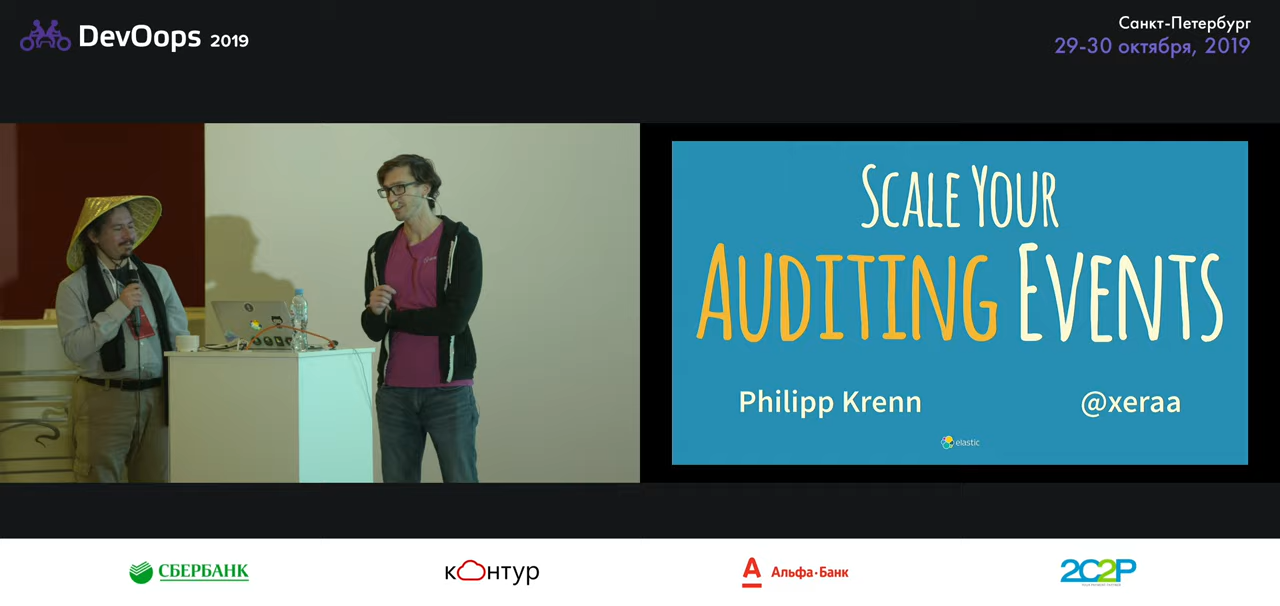 DevOops 2019
Санкт-Петербург
29-30 октября, 2019
SCALE YOUR
AUDITING EVENTS
Philipp Krenn
@xeraa
elastic
СБЕРБАНК
кОнтур
А
Альфа·Банк
2C2P